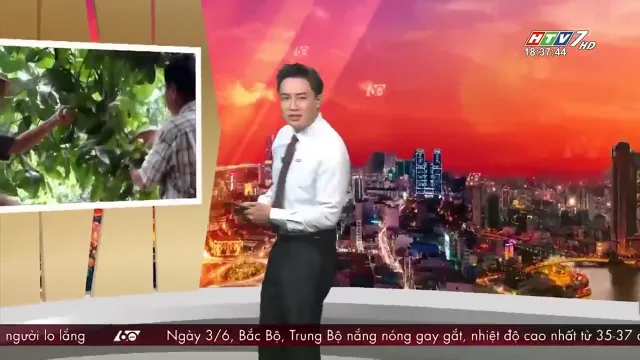 HTV7 HD
18:37:44
người lo lắng 60 Ngày 3/6, Bắc Bộ, Trung Bộ nắng nóng gay gắt, nhiệt độ cao nhất từ 35-37